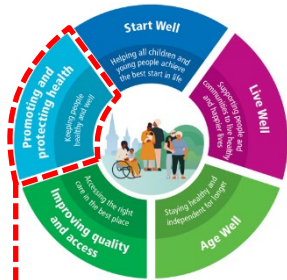 Start Well
Helping all children and
young people achieve
the best start in life
Live Well
Supporting people and
communities to live healthy
and happier lives
Age Well
Staying healthy and
independent for longer
Improving quality
and access
Accessing the right
care in the best place
Promoting and
protecting health
Keeping people
healthy and well